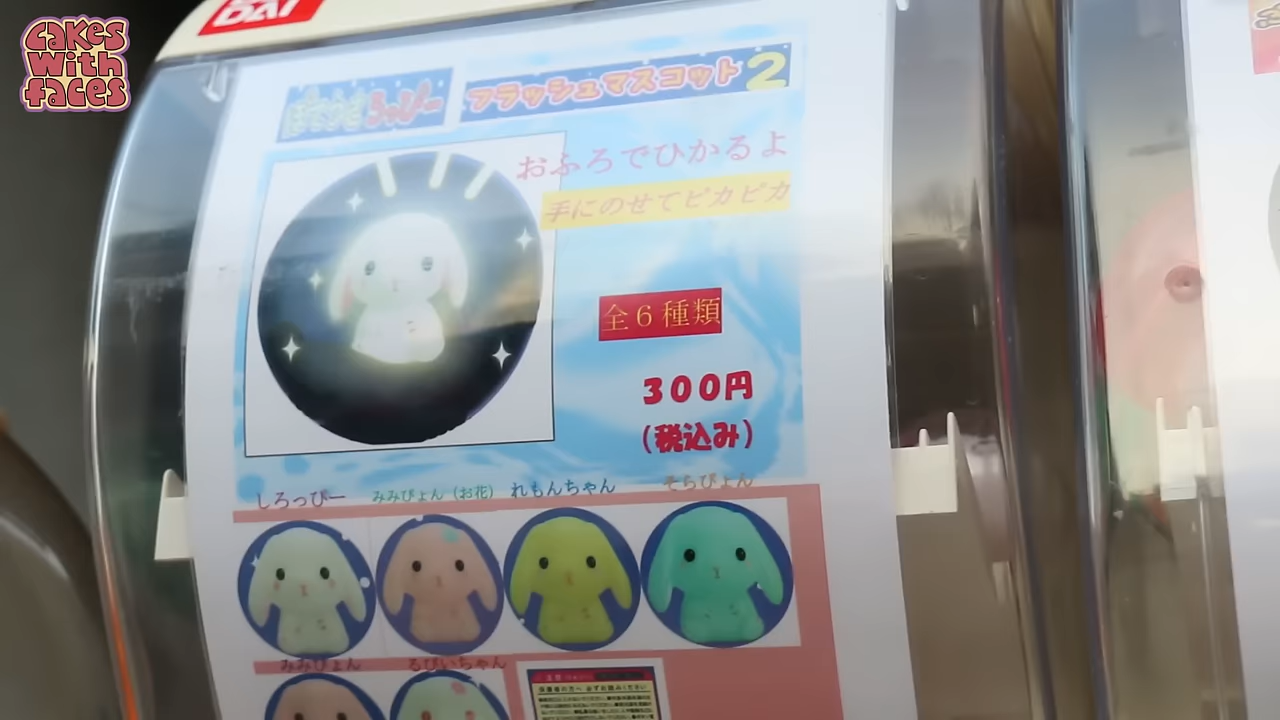 Cakes
With
faces
DAI
ぽてうさろっぴー フラッシュマスコット2
おふろでひかるよ
手にのせてピカピカ
全6種類
300円
(税込み)
しろっぴー みみぴょん(お花) れもんちゃん そらぴょん
みみぴょん るびいちゃん